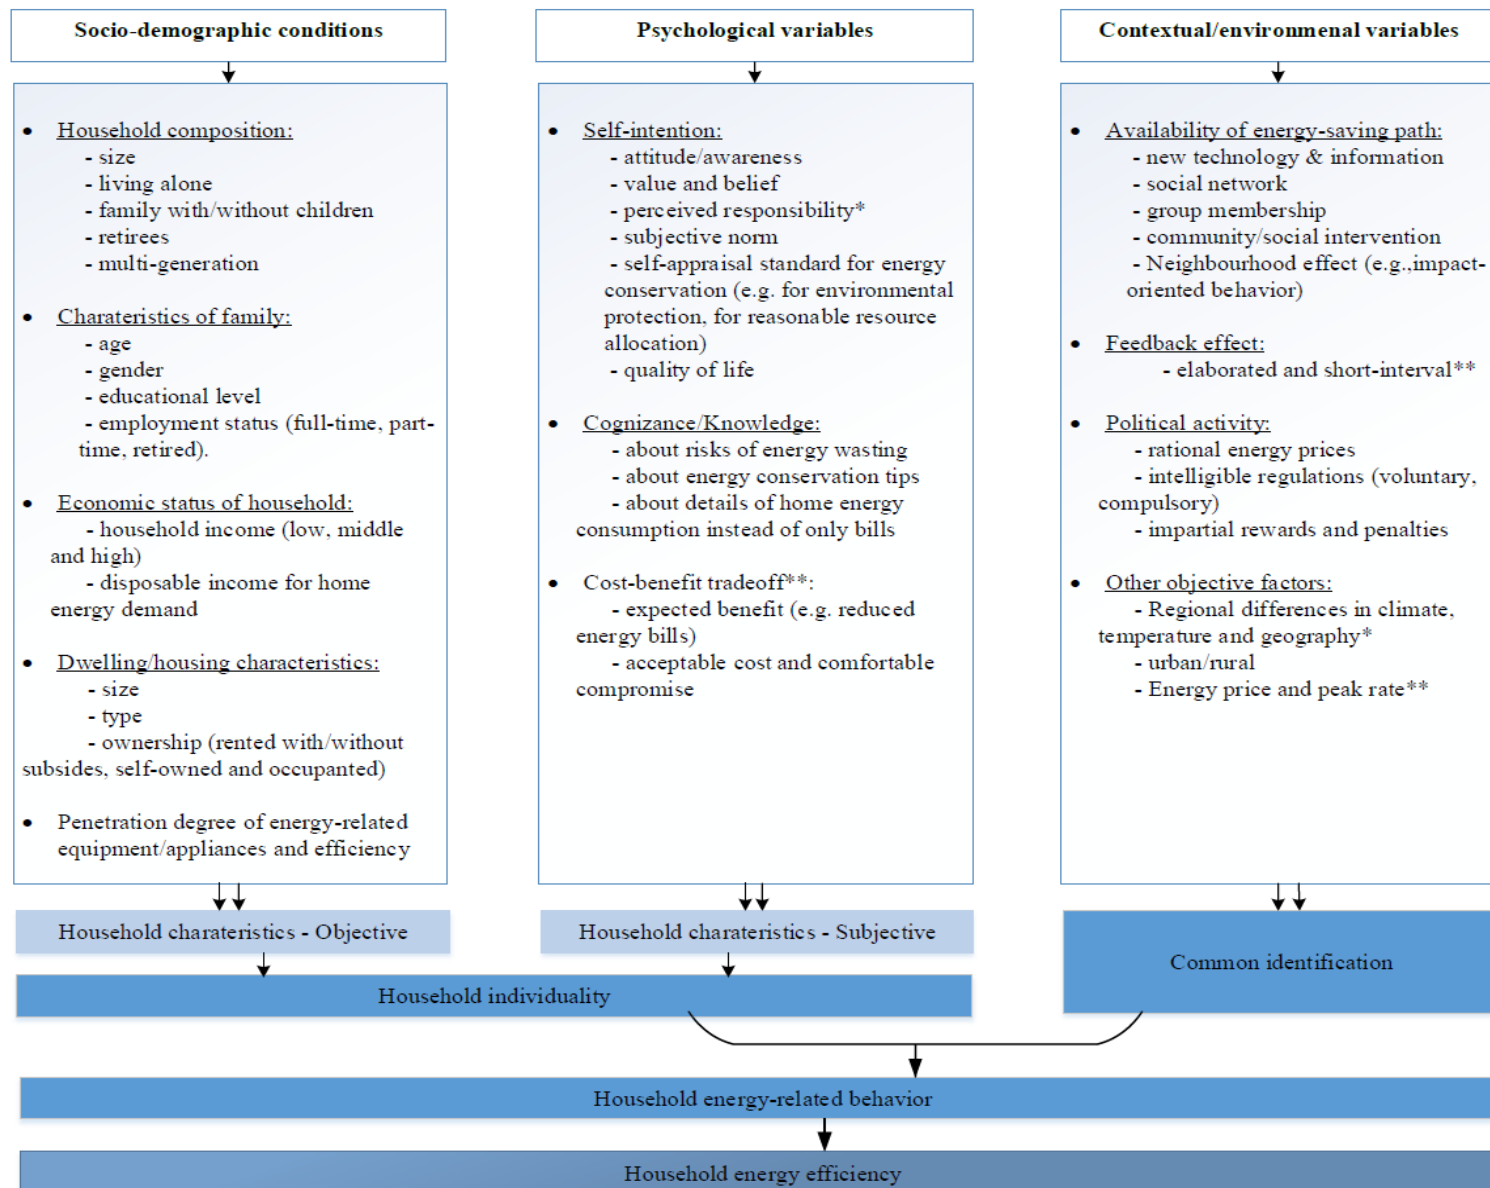 Socio-demographic conditions
• Household composition:
- size
- living alone
- family with/without children
- retirees
- multi-generation
• Charateristics of family:
- age
- gender
- educational level
- employment status (full-time, part-
time, retired).
• Economic status of household:
- household income (low, middle
and high)
- disposable income for home
energy demand
• Dwelling/housing characteristics:
- size
- type
- ownership (rented with/without
subsides, self-owned and occupanted)
• Penetration degree of energy-related
equipment/appliances and efficiency
Household charateristics - Objective
Psychological variables
• Self-intention:
- attitude/awareness
- value and belief
- perceived responsibility*
- subjective norm
- self-appraisal standard for energy
conservation (e.g. for environmental
protection, for reasonable resource
allocation)
- quality of life
• Cognizance/Knowledge:
- about risks of energy wasting
- about energy conservation tips
- about details of home energy
consumption instead of only bills
• Cost-benefit tradeoff**:
- expected benefit (e.g. reduced
energy bills)
- acceptable cost and comfortable
compromise
Household charateristics - Subjective
Contextual/environmenal variables
• Availability of energy-saving path:
- new technology & information
- social network
- group membership
- community/social intervention
- Neighbourhood effect (e.g.,impact-
oriented behavior)
• Feedback effect:
- elaborated and short-interval**
• Political activity:
- rational energy prices
- intelligible regulations (voluntary,
compulsory)
- impartial rewards and penalties
• Other objective factors:
- Regional differences in climate,
temperature and geography*
- urban/rural
- Energy price and peak rate**
Common identification
Household individuality
Household energy-related behavior
Household energy efficiency